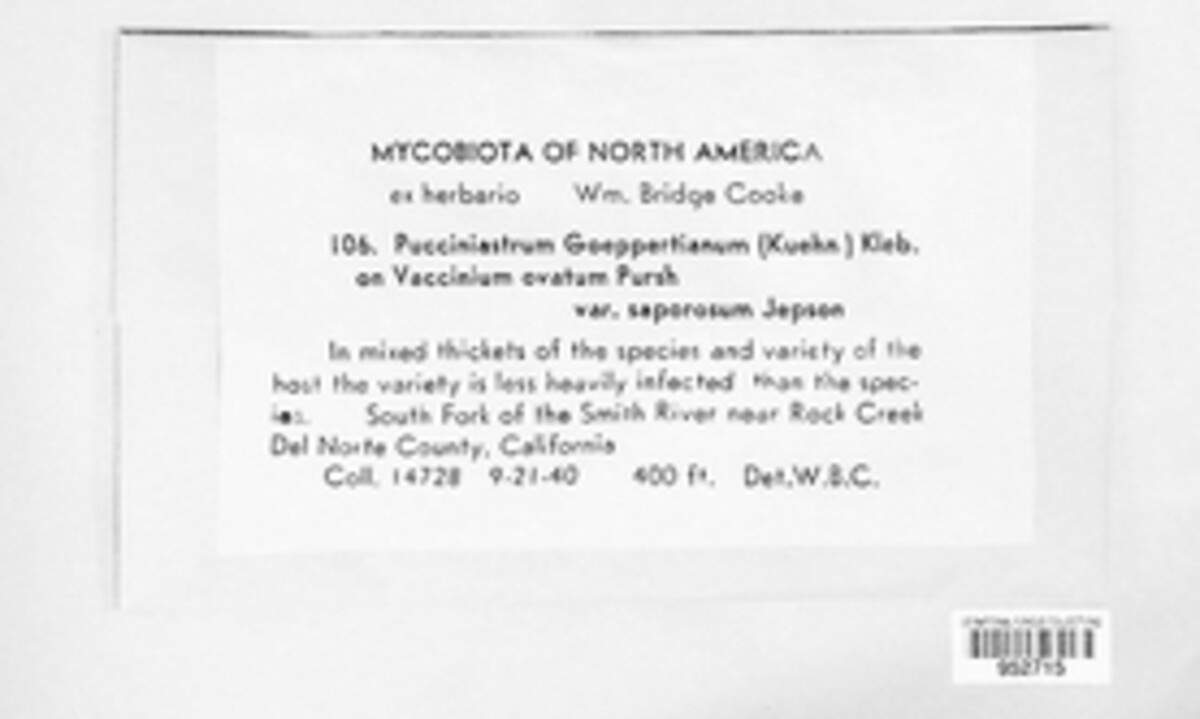 MYCOBIOTA OF NORTH AMERICA
ex herbario Wm. Bridge Cooke
106. Pucciniastrum Goeppertianum (Kuehn.) Kleb.
on Vaccinium ovatum Pursh
var. saporosum Jepson
In mixed thickets of the species and variety of the
host the variety is less heavily infected than the spec-
ies. South Fork of the Smith River near Rock Creek
Del Norte County, California
Coll. 14728 9-21-40 400 ft. Det.W.B.C.
952715